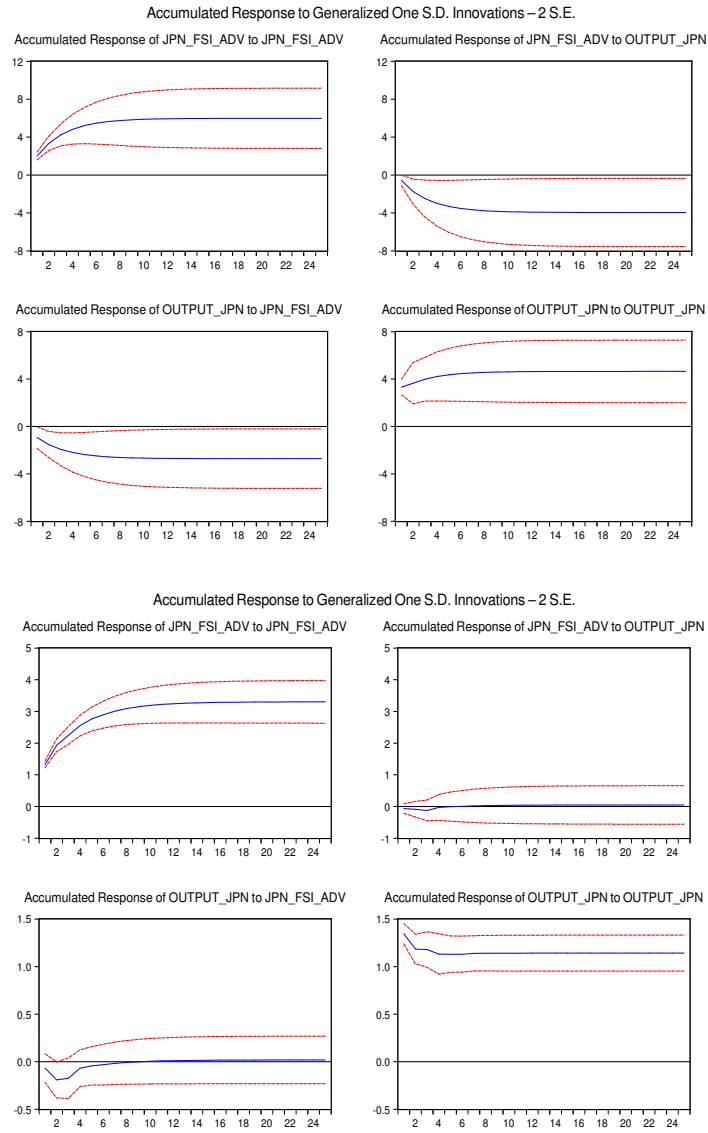 Accumulated Response to Generalized One S.D. Innovations – 2 S.E.
Accumulated Response of JPN_FSI_ADV to JPN_FSI_ADV
12
8
4
0
-4
-8
2 4 6 8 10 12 14 16 18 20 22 24
Accumulated Response of JPN_FSI_ADV to OUTPUT_JPN
12
8
4
0
-4
-8
2 4 6 8 10 12 14 16 18 20 22 24
Accumulated Response of OUTPUT_JPN to JPN_FSI_ADV
8
4
0
-4
-8
2 4 6 8 10 12 14 16 18 20 22 24
Accumulated Response of OUTPUT_JPN to OUTPUT_JPN
8
4
0
-4
-8
2 4 6 8 10 12 14 16 18 20 22 24
Accumulated Response to Generalized One S.D. Innovations – 2 S.E.
Accumulated Response of JPN_FSI_ADV to JPN_FSI_ADV
5
4
3
2
1
0
-1
2 4 6 8 10 12 14 16 18 20 22 24
Accumulated Response of JPN_FSI_ADV to OUTPUT_JPN
5
4
3
2
1
0
-1
2 4 6 8 10 12 14 16 18 20 22 24
Accumulated Response of OUTPUT_JPN to JPN_FSI_ADV
1.5
1.0
0.5
0.0
-0.5
2 4 6 8 10 12 14 16 18 20 22 24
Accumulated Response of OUTPUT_JPN to OUTPUT_JPN
1.5
1.0
0.5
0.0
-0.5
2 4 6 8 10 12 14 16 18 20 22 24